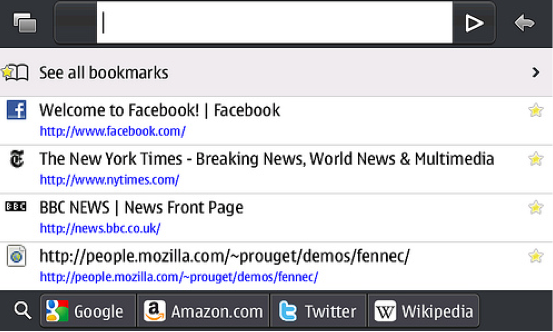 See all bookmarks
Welcome to Facebook! | Facebook
http://www.facebook.com/
The New York Times - Breaking News, World News & Multimedia
http://www.nytimes.com/
BBC NEWS | News Front Page
http://news.bbc.co.uk/
http://people.mozilla.com/~prouget/demos/fennec/
http://people.mozilla.com/~prouget/demos/fennec/
Google Amazon.com Twitter Wikipedia